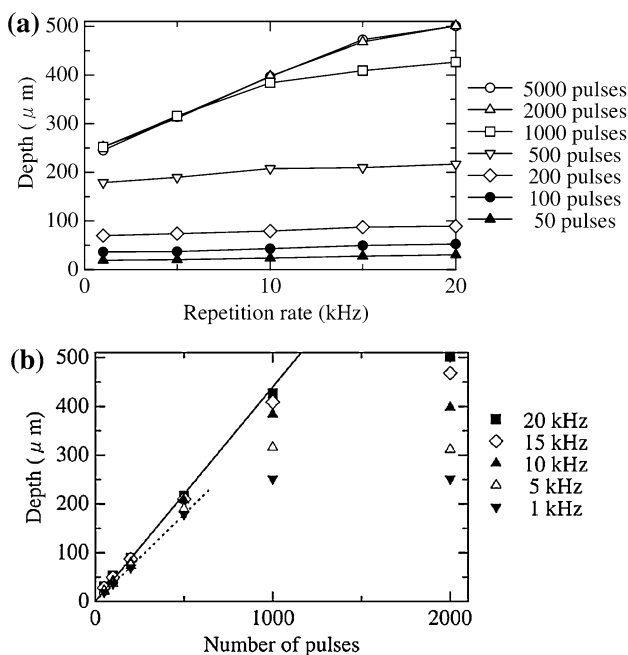 (a)
500
400
300
200
100
0
Depth (μm)
0
10
20
Repetition rate (kHz)
5000 pulses
2000 pulses
1000 pulses
500 pulses
200 pulses
100 pulses
50 pulses
(b)
500
400
300
200
100
0
Depth (μm)
0
1000
2000
Number of pulses
20 kHz
15 kHz
10 kHz
5 kHz
1 kHz